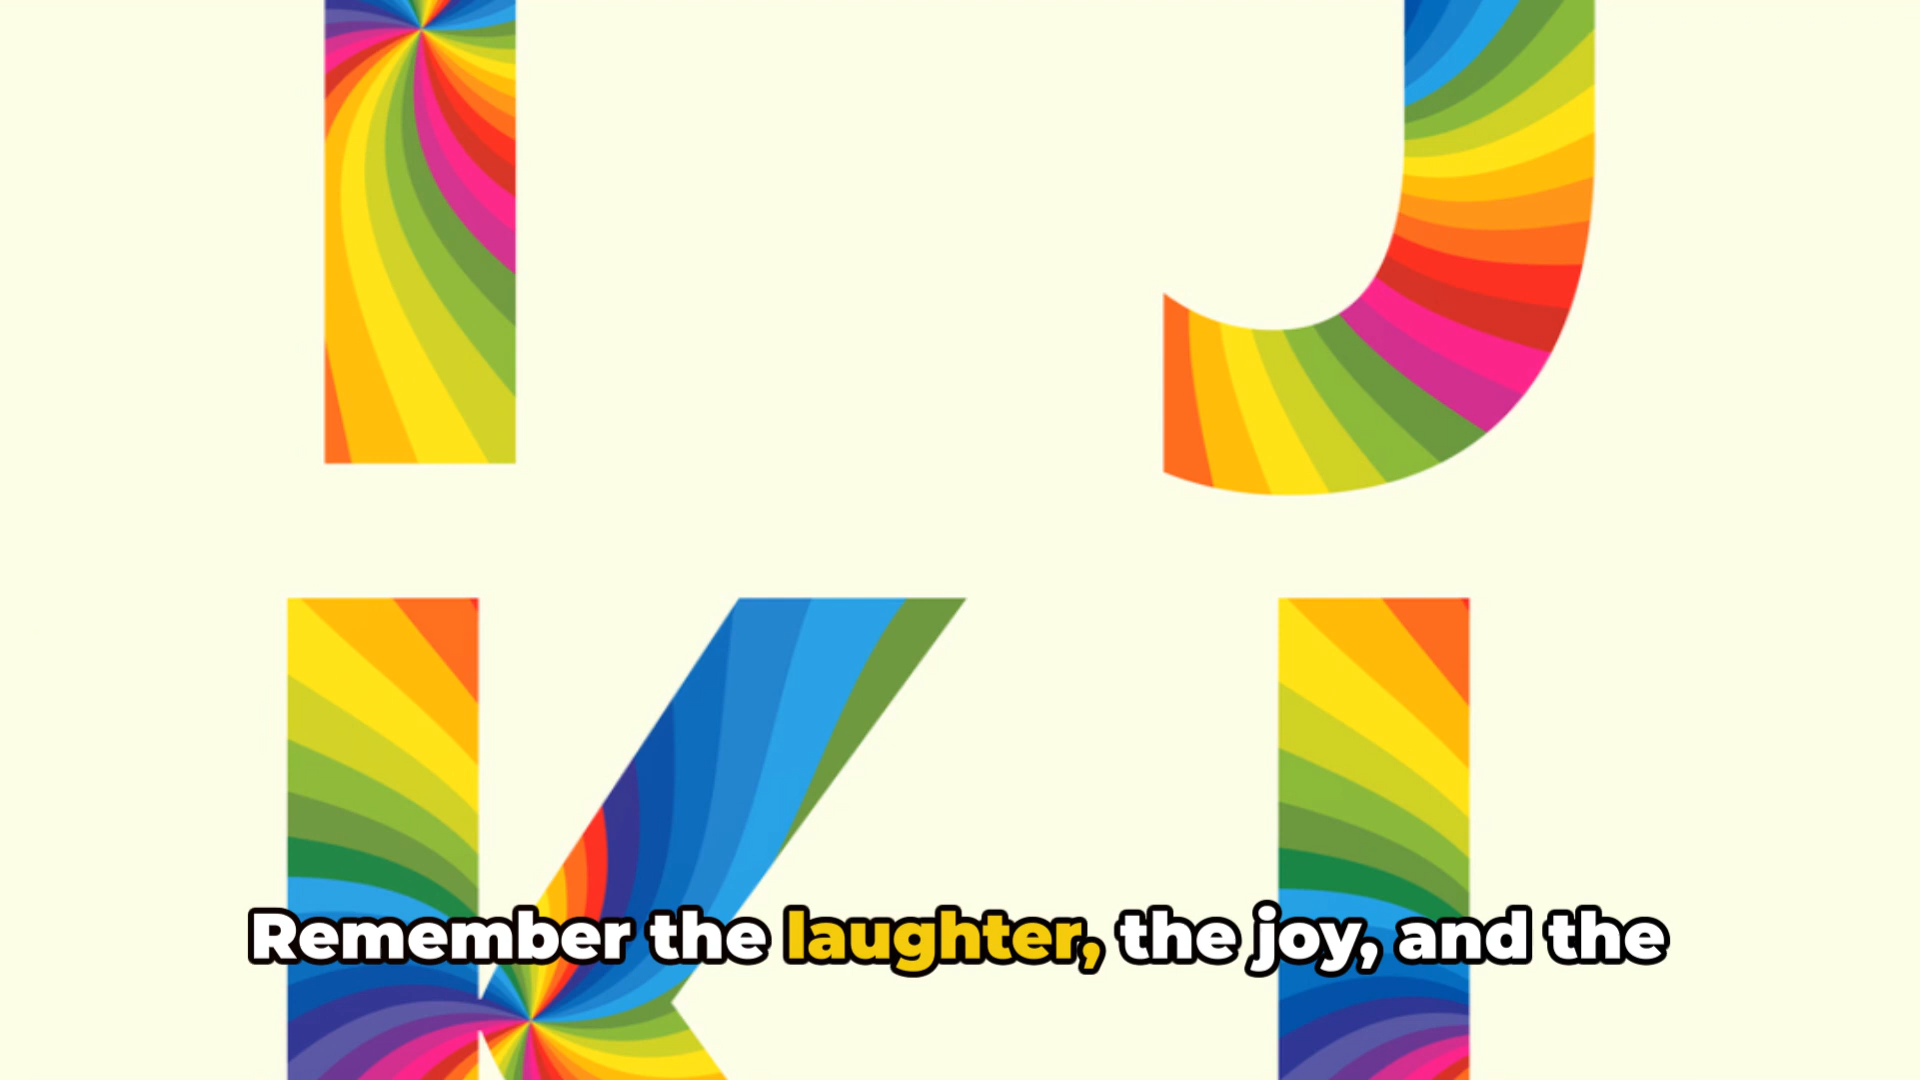 I J
K
Remember the laughter, the joy, and the